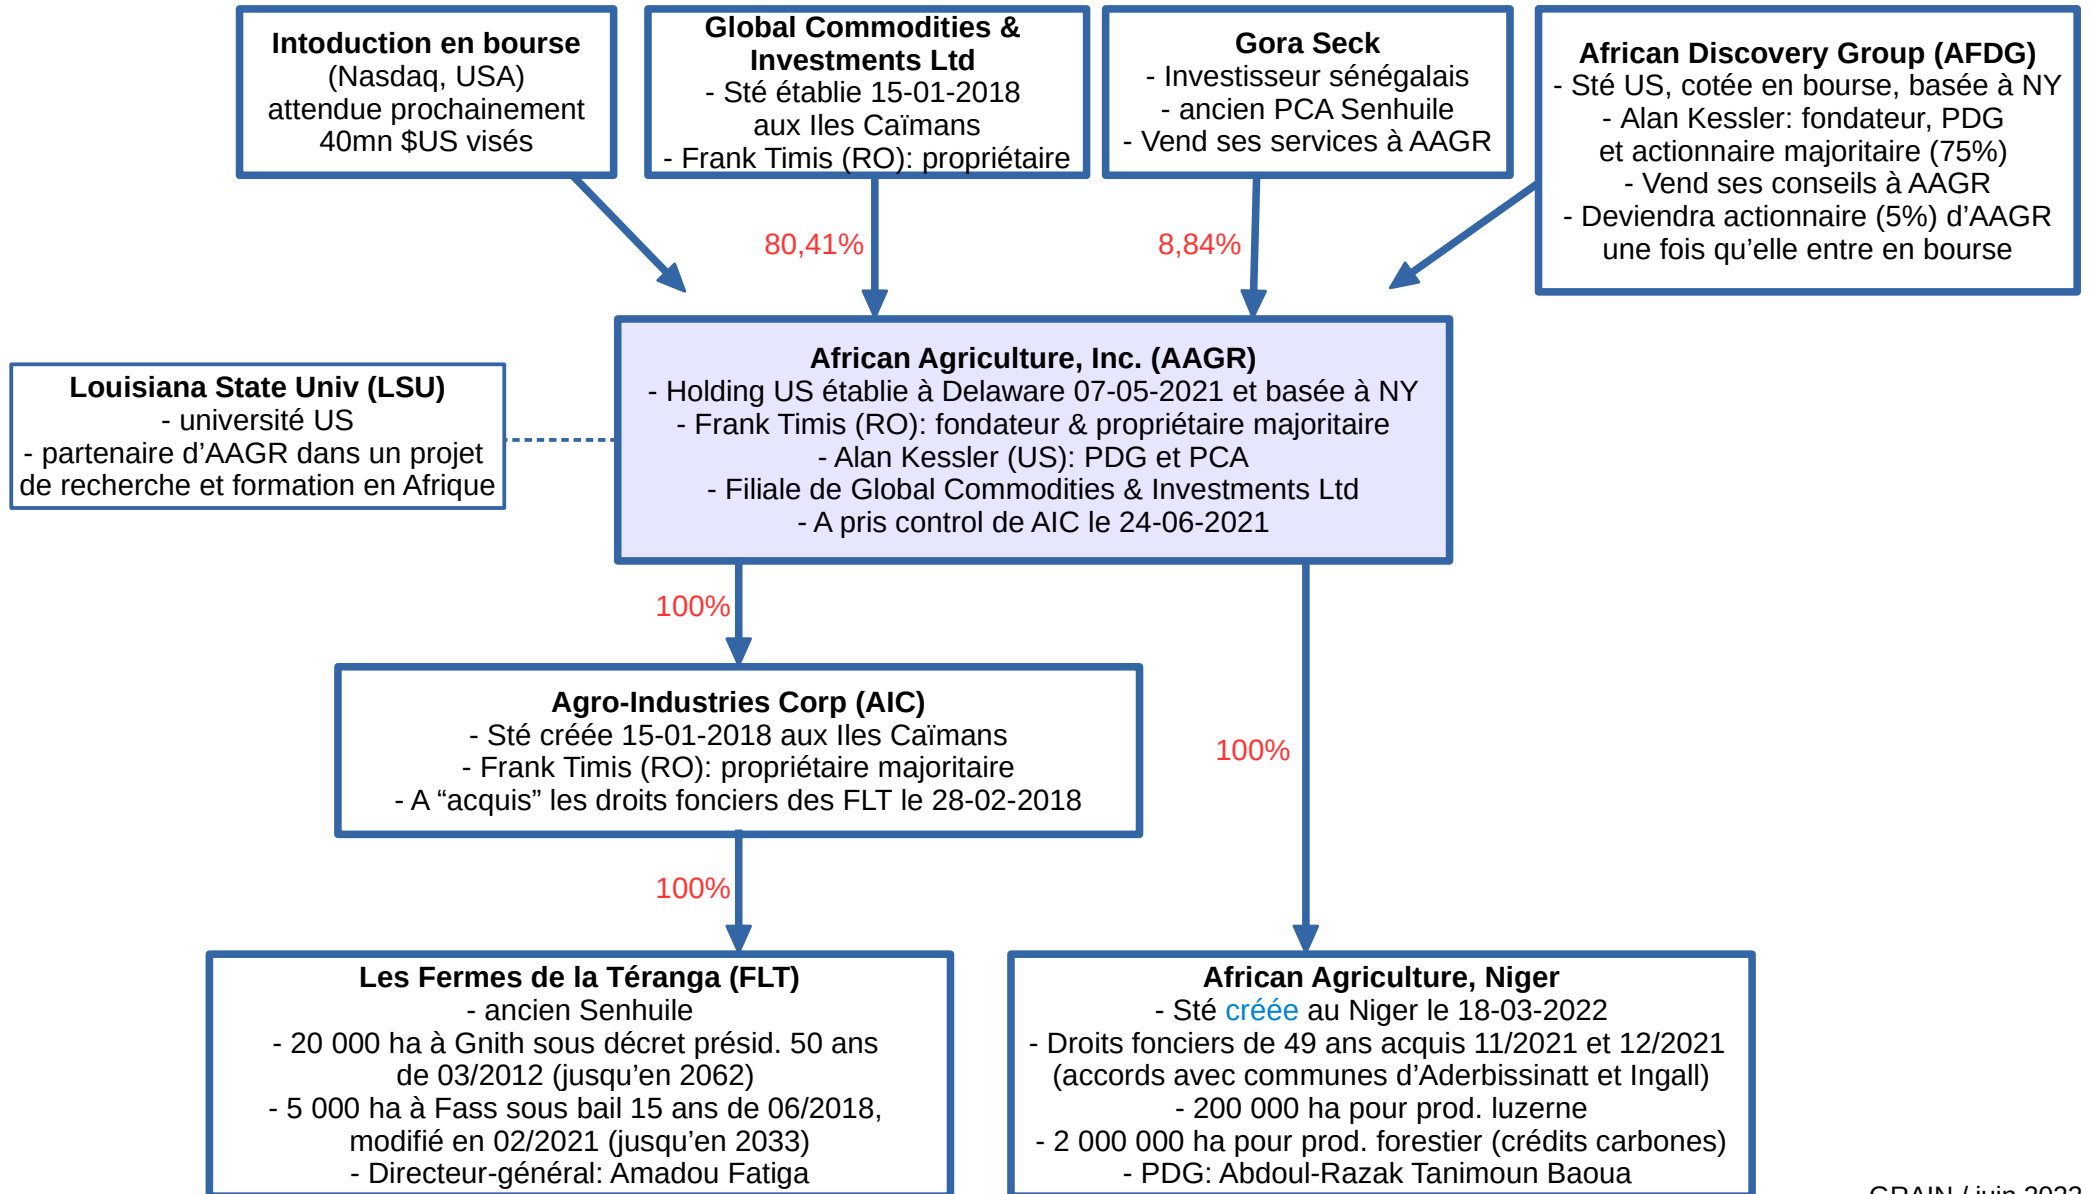 Intoduction en bourse
(Nasdaq, USA)
attendue prochainement
40mn $US visés
Global Commodities &
Investments Ltd
- Sté établie 15-01-2018
aux Iles Caïmans
- Frank Timis (RO): propriétaire
Gora Seck
- Investisseur sénégalais
- ancien PCA Senhuile
- Vend ses services à AAGR
African Discovery Group (AFDG)
- Sté US, cotée en bourse, basée à NY
- Alan Kessler: fondateur, PDG
et actionnaire majoritaire (75%)
- Vend ses conseils à AAGR
- Deviendra actionnaire (5%) d’AAGR
une fois qu’elle entre en bourse
80,41%
8,84%
Louisiana State Univ (LSU)
- université US
- partenaire d’AAGR dans un projet
de recherche et formation en Afrique
African Agriculture, Inc. (AAGR)
- Holding US établie à Delaware 07-05-2021 et basée à NY
- Frank Timis (RO): fondateur & propriétaire majoritaire
- Alan Kessler (US): PDG et PCA
- Filiale de Global Commodities & Investments Ltd
- A pris control de AIC le 24-06-2021
100%
Agro-Industries Corp (AIC)
- Sté créée 15-01-2018 aux Iles Caïmans
- Frank Timis (RO): propriétaire majoritaire
- A “acquis” les droits fonciers des FLT le 28-02-2018
100%
100%
Les Fermes de la Téranga (FLT)
- ancien Senhuile
- 20 000 ha à Gnith sous décret présid. 50 ans
de 03/2012 (jusqu’en 2062)
- 5 000 ha à Fass sous bail 15 ans de 06/2018,
modifié en 02/2021 (jusqu’en 2033)
- Directeur-général: Amadou Fatiga
African Agriculture, Niger
- Sté créée au Niger le 18-03-2022
- Droits fonciers de 49 ans acquis 11/2021 et 12/2021
(accords avec communes d’Aderbissinatt et Ingall)
- 200 000 ha pour prod. luzerne
- 2 000 000 ha pour prod. forestier (crédits carbones)
- PDG: Abdoul-Razak Tanimoun Baoua
GRAIN / juin